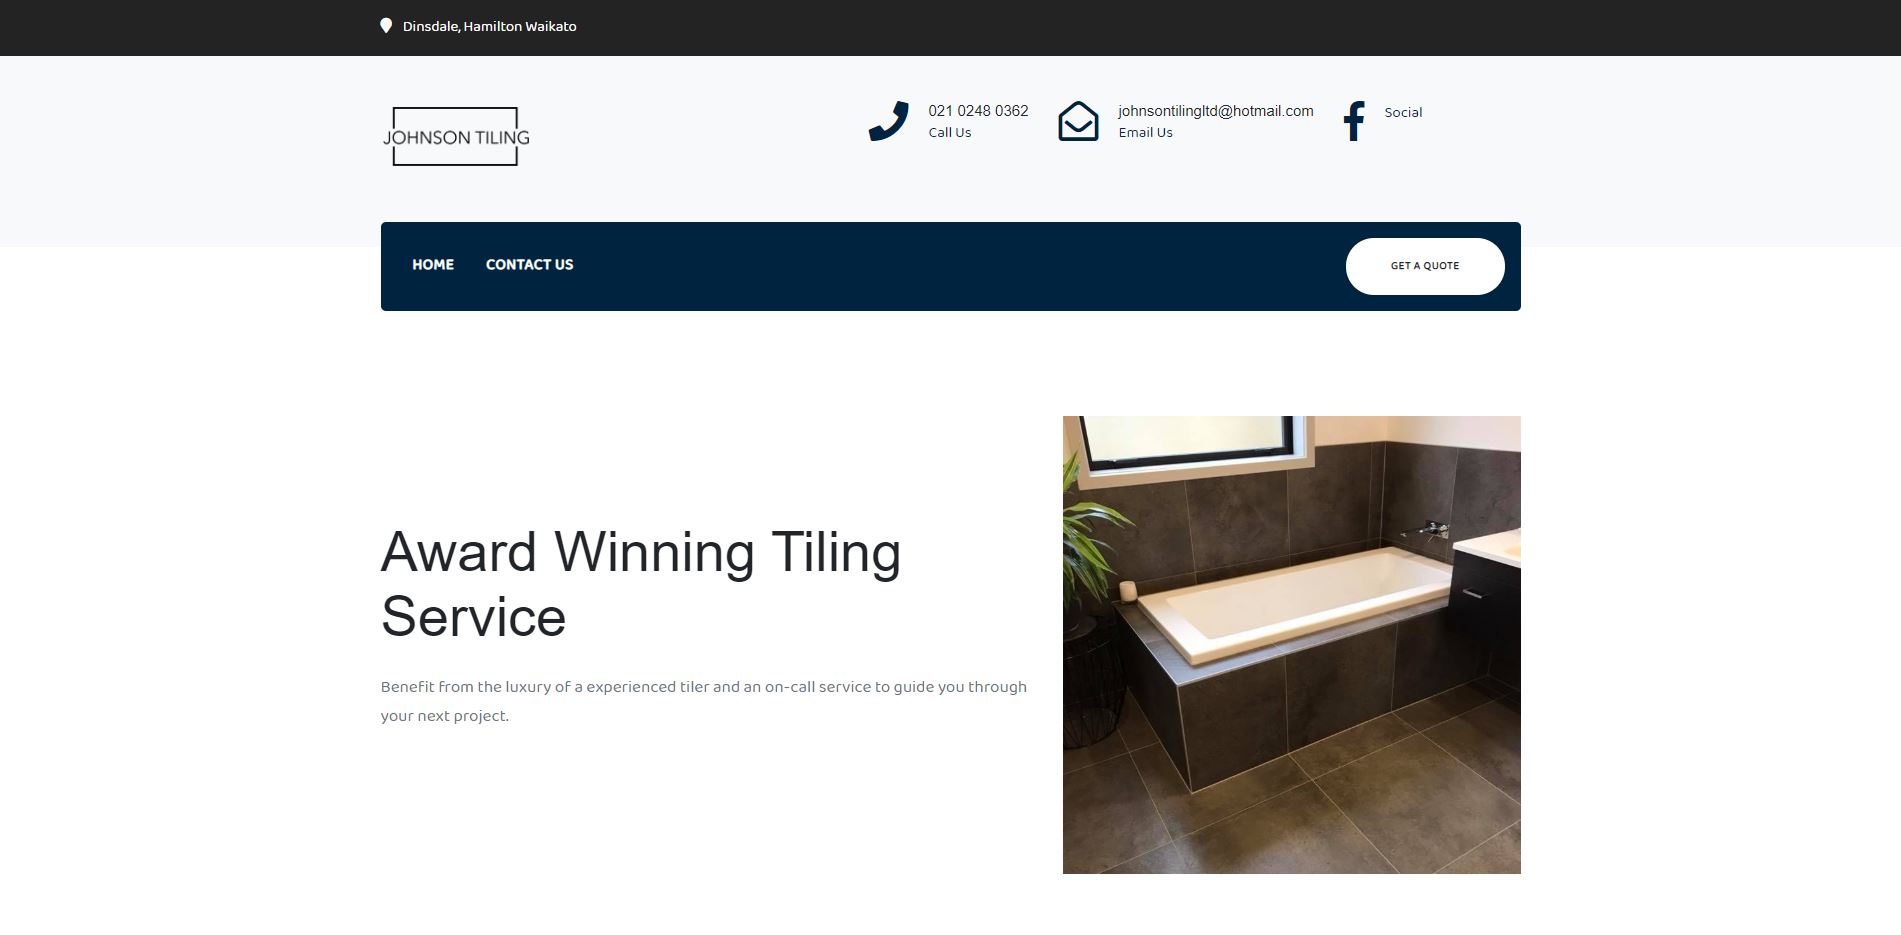 Dinsdale, Hamilton Waikato
JOHNSON TILING
021 0248 0362
Call Us
johnsontilingltd@hotmail.com
Email Us
Social
HOME
CONTACT US
GET A QUOTE
Award Winning Tiling
Service
Benefit from the luxury of a experienced tiler and an on-call service to guide you through
your next project.